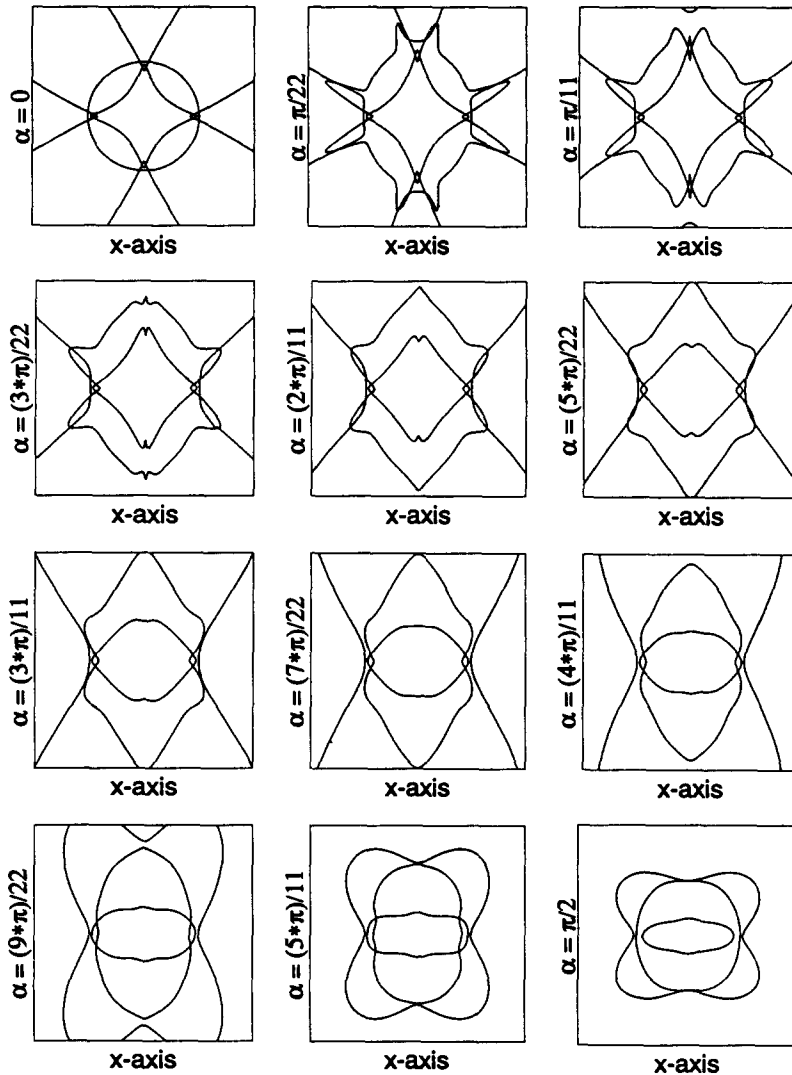 α = 0
x-axis
α = π/22
x-axis
α = π/11
x-axis
α = (3*π)/22
x-axis
α = (2*π)/11
x-axis
α = (5*π)/22
x-axis
α = (3*π)/11
x-axis
α = (7*π)/22
x-axis
α = (4*π)/11
x-axis
α = (9*π)/22
x-axis
α = (5*π)/11
x-axis
α = π/2
x-axis